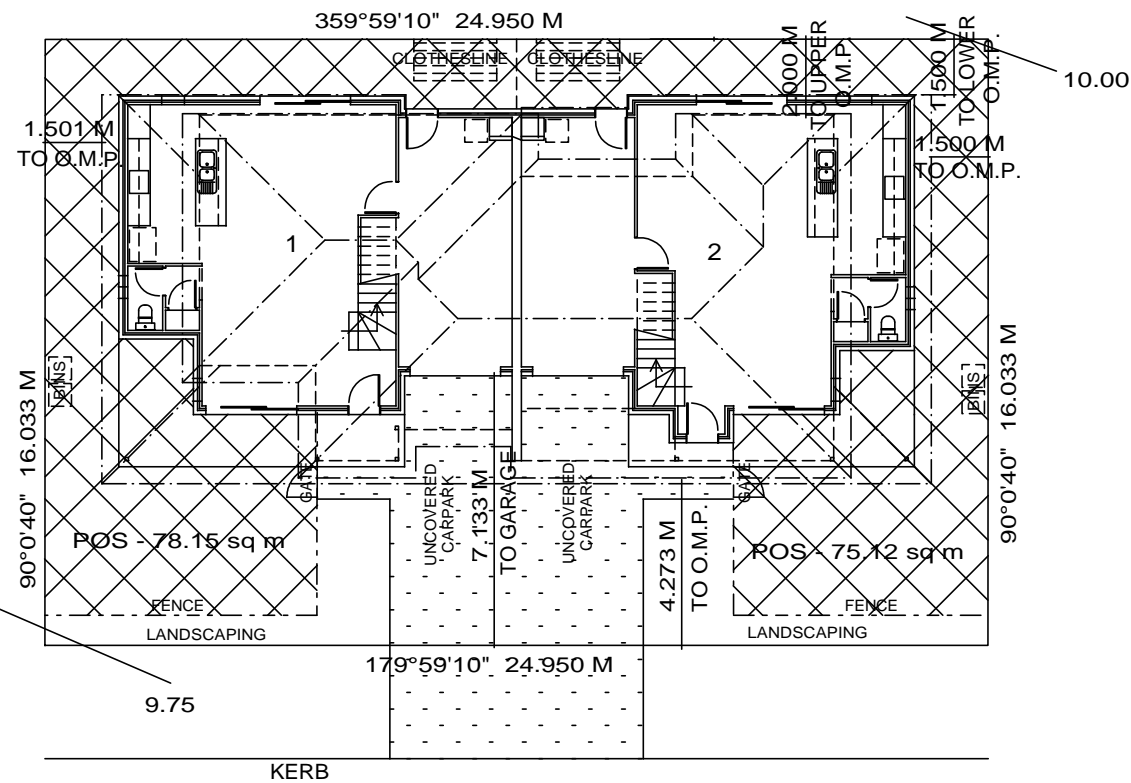 359°59'10" 24.950 M
CLOTHESLINE
CLOTHESLINE
2.000 M
TO UPPER
O.M.P.
1.500 M
TO LOWER
O.M.P.
10.00
1.501 M
TO O.M.P.
1.500 M
TO O.M.P.
1
2
BINS
BINS
90°0'40" 16.033 M
90°0'40" 16.033 M
GATE
UNCOVERED
CARPARK
7.133'M
TO GARAGE
UNCOVERED
CARPARK
GATE
4.273 M
TO O.M.P.
POS - 78.15 sq m
POS - 75.12 sq m
FENCE
FENCE
LANDSCAPING
LANDSCAPING
179°59'10" 24.950 M
9.75
KERB